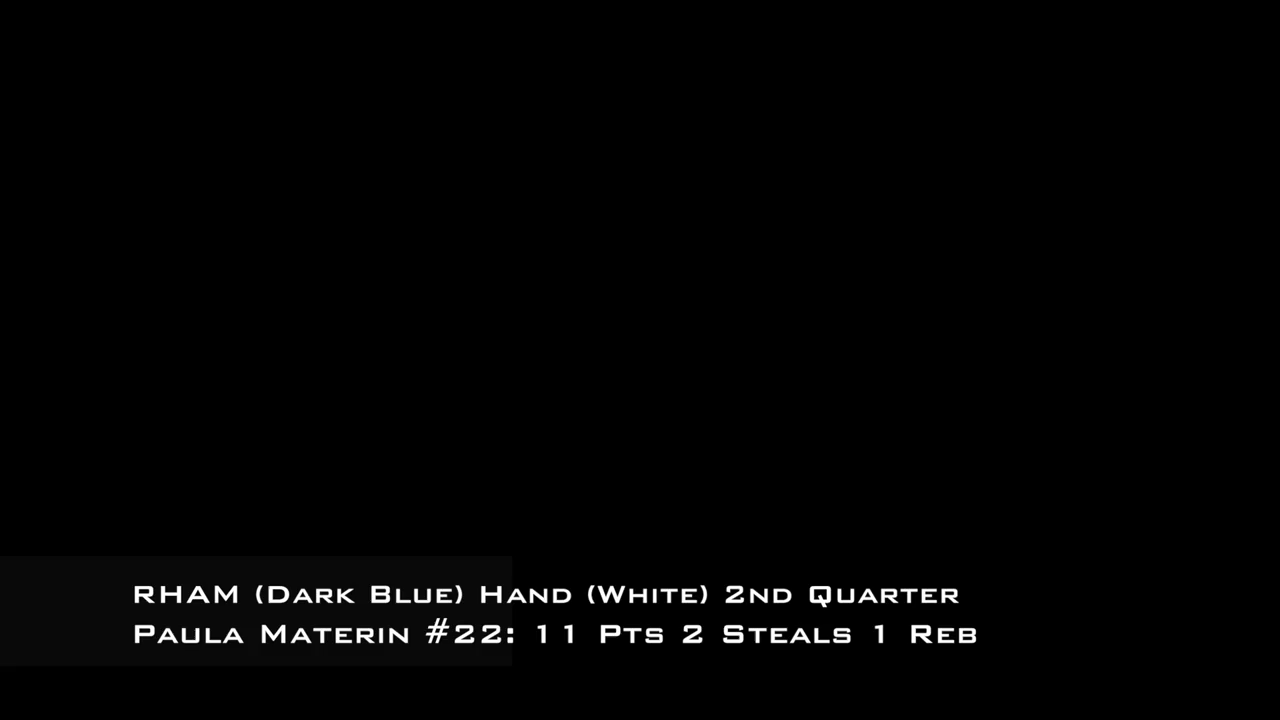 RHAM (Dark Blue) Hand (White) 2nd Quarter
Paula Materin #22: 11 Pts 2 Steals 1 Reb